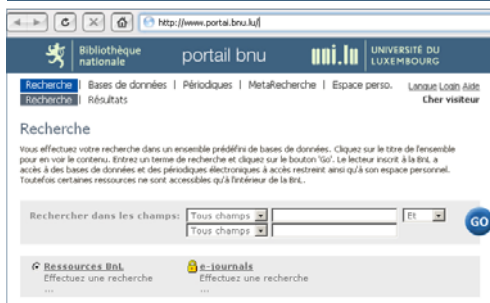 http://www.portal.bnu.lu/
Bibliothèque nationale
portail bnu
uni.lu
UNIVERSITÉ DU LUXEMBOURG
Recherche | Bases de données | Périodiques | MetaRecherche | Espace perso. Langue Login Aide
Recherche | Résultats Cher visiteur
Recherche
Vous effectuez votre recherche dans un ensemble prédéfini de bases de données. Cliquez sur le titre de l'ensemble
pour en voir le contenu. Entrez un terme de recherche et cliquez sur le bouton 'Go'. Le lecteur inscrit à la BnL a
accès à des bases de données et des périodiques électroniques à accès restreint ainsi qu'à son espace personnel.
Toutefois certaines ressources ne sont accessibles qu'à l'intérieur de la BnL.
Rechercher dans les champs: Tous champs Et
Tous champs
GO
Ressources BnL e-journals
Effectuez une recherche Effectuez une recherche
... ...